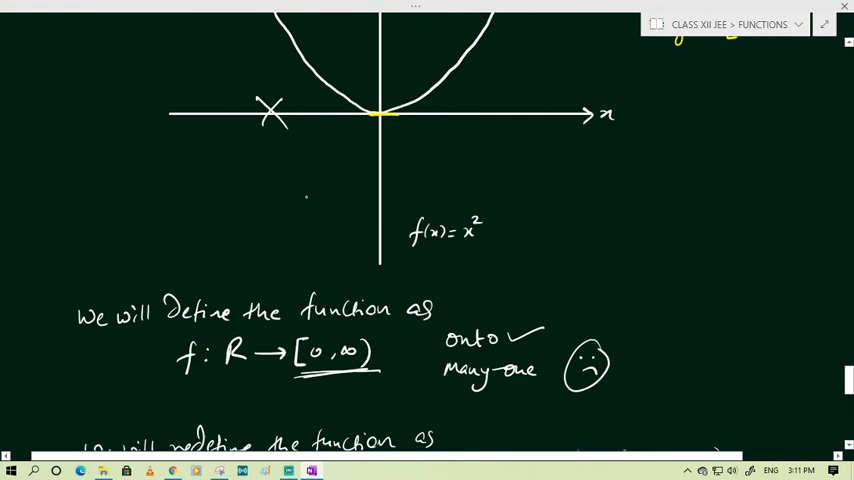 CLASS XII JEE > FUNCTIONS
x
f(x) = x²
We will define the function as
f : R → [0, ∞)
onto ✓
Many-one
we will redefine the function as
ENG
3:11 PM